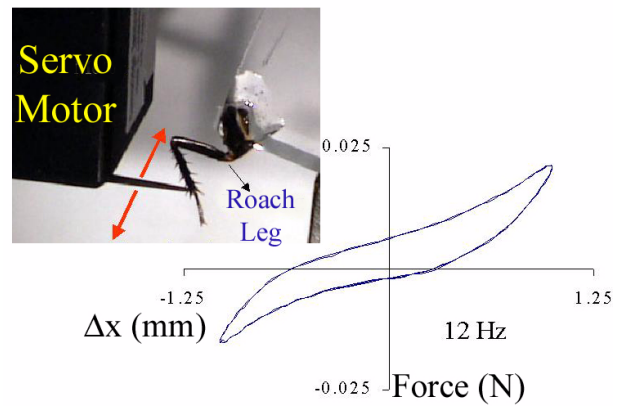 Servo
Motor
Roach
Leg
0.025
-1.25
1.25
Δx (mm)
12 Hz
-0.025
Force (N)